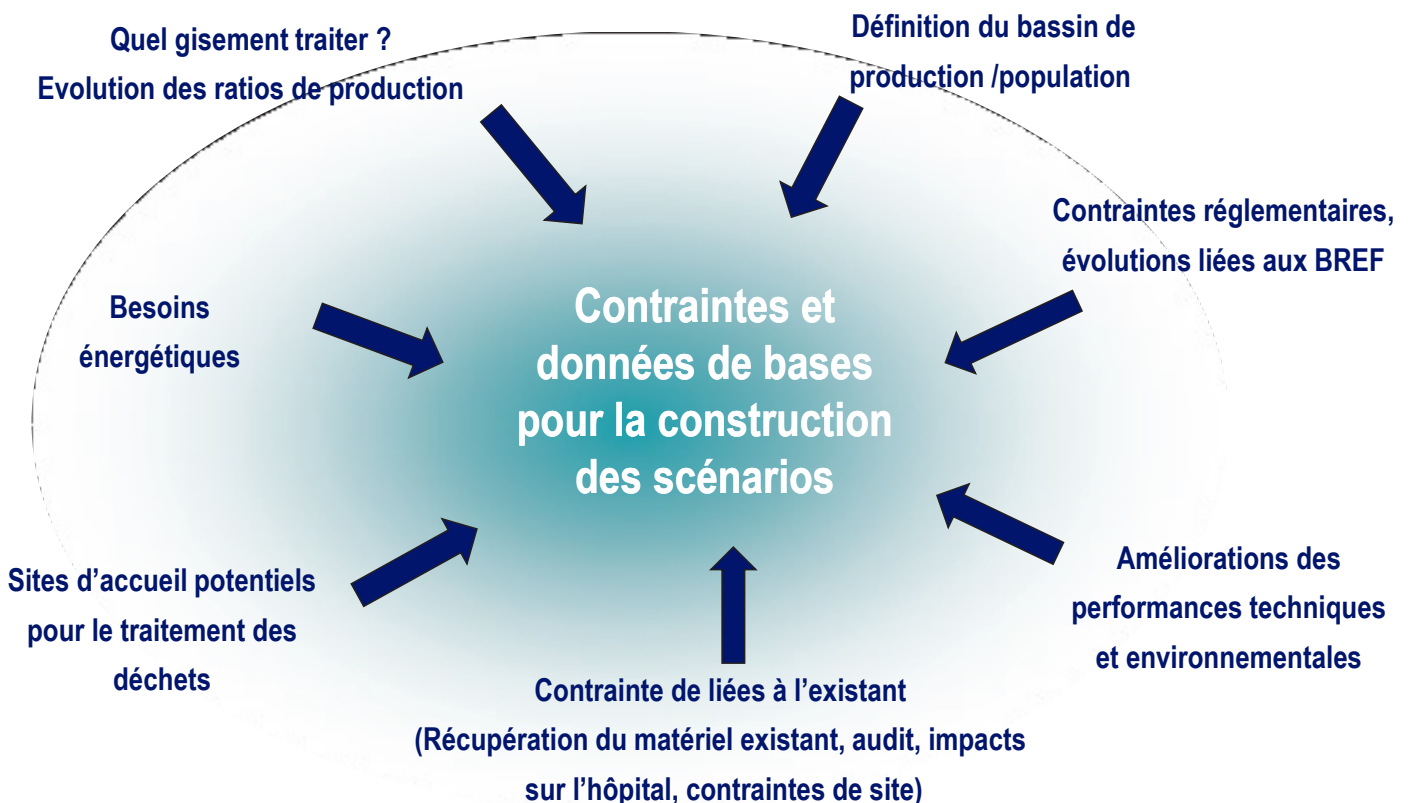 Quel gisement traiter ?
Evolution des ratios de production
Définition du bassin de
production /population
Contraintes réglementaires,
évolutions liées aux BREF
Besoins
énergétiques
Contraintes et
données de bases
pour la construction
des scénarios
Sites d’accueil potentiels
pour le traitement des
déchets
Améliorations des
performances techniques
et environnementales
Contrainte de liées à l’existant
(Récupération du matériel existant, audit, impacts
sur l’hôpital, contraintes de site)